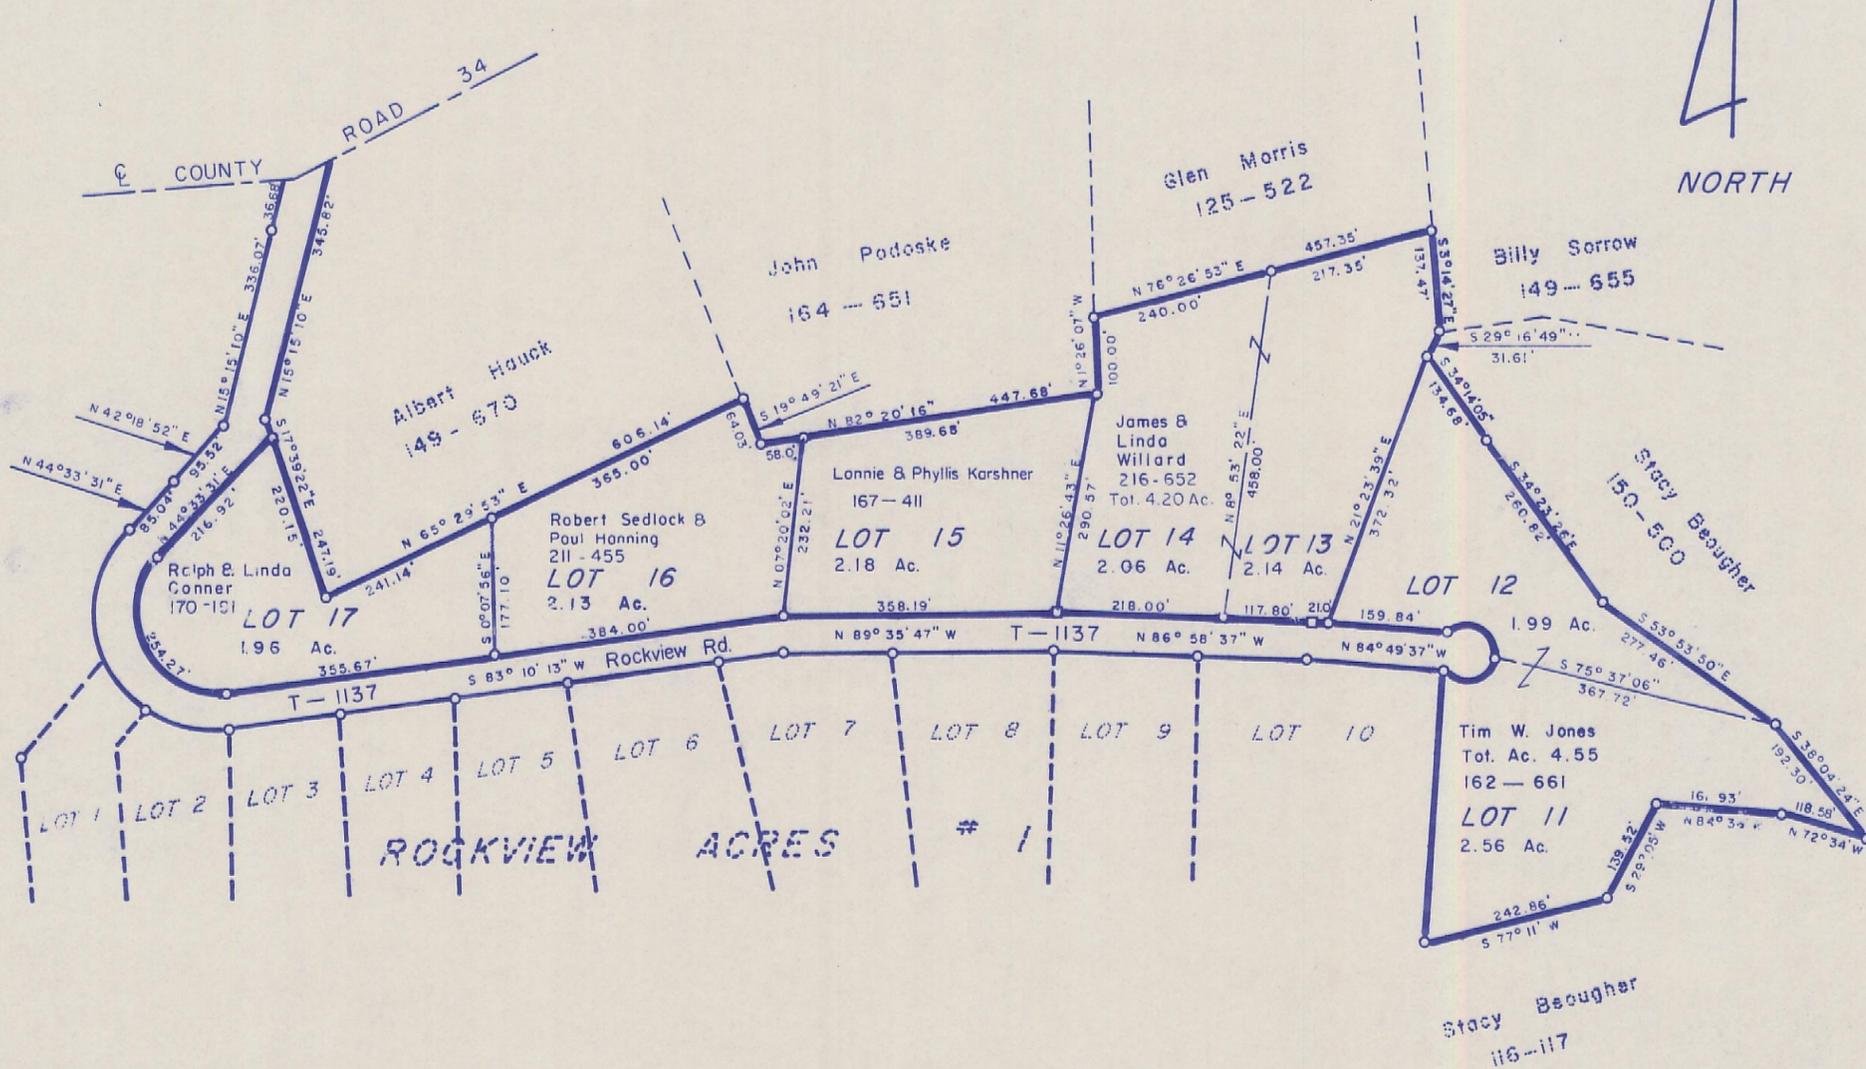 NORTH
℄ COUNTY ROAD 34
36.68'
336.07'
N 15° 15' 10" E
345.82'
N 15° 15' 10" E
N 42° 18' 52" E
95.52'
N 44° 33' 31" E
85.04'
N 44° 33' 31" E
216.92'
S 17° 39' 22" E
220.15'
247.19'
Albert Hauck
149 - 670
N 65° 29' 53" E
606.14'
241.14'
365.00'
John Podoske
164 — 651
S 19° 49' 21" E
64.03'
58.0'
N 82° 20' 16"
447.68'
389.68'
Glen Morris
125 — 522
N 1° 26' 07" W
100.00'
N 76° 26' 53" E
240.00'
457.35'
217.35'
S 3° 14' 27" E
137.47'
Billy Sorrow
149 — 655
S 29° 16' 49"
31.61'
S 34° 14' 05"
134.68'
S 34° 23' 26" E
260.82'
Stacy Beougher
150 — 500
S 53° 53' 50" E
277.46'
S 75° 37' 06"
367.72'
S 38° 04' 24" E
192.30'
Ralph & Linda
Conner
170 - 191
LOT 17
1.96 Ac.
254.27'
355.67'
S 0° 07' 56" E
177.10'
Robert Sedlock &
Paul Hanning
211 - 455
LOT 16
2.13 Ac.
384.00'
N 07° 20' 02" E
232.21'
Lonnie & Phyllis Karshner
167 — 411
LOT 15
2.18 Ac.
358.19'
N 11° 26' 43" E
290.57'
James &
Linda
Willard
216 - 652
Tot. 4.20 Ac.
LOT 14
2.06 Ac.
218.00'
N 89° 53' 22" E
458.00'
LOT 13
2.14 Ac.
117.80'
21.0'
N 21° 23' 39" E
372.32'
LOT 12
1.99 Ac.
159.84'
T — 1137
S 83° 10' 13" W
Rockview Rd.
N 89° 35' 47" W
T — 1137
N 86° 58' 37" W
N 84° 49' 37" W
LOT 1
LOT 2
LOT 3
LOT 4
LOT 5
LOT 6
LOT 7
LOT 8
LOT 9
LOT 10
ROCKVIEW ACRES # 1
Tim W. Jones
Tot. Ac. 4.55
162 — 661
LOT 11
2.56 Ac.
93'
118.58'
N 72° 34' W
139.52'
S 29° 05' W
242.86'
S 77° 11' W
Stacy Beougher
116 — 117